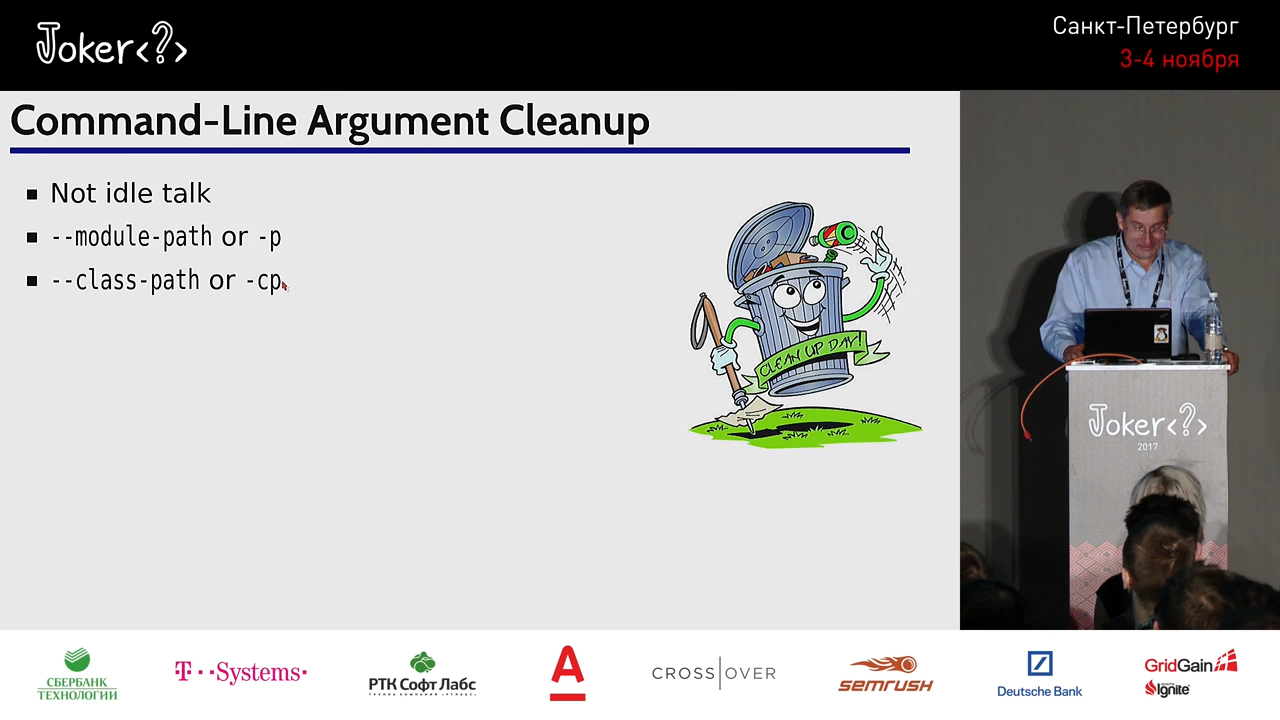 Joker<?>
Санкт-Петербург
3-4 ноября
Command-Line Argument Cleanup
Not idle talk
--module-path or -p
--class-path or -cp
CLEAN UP DAY!
Joker<?>
2017
СБЕРБАНК
ТЕХНОЛОГИИ
T··Systems·
РТК Софт Лабс
A
CROSS|OVER
semrush
Deutsche Bank
GridGain
Ignite